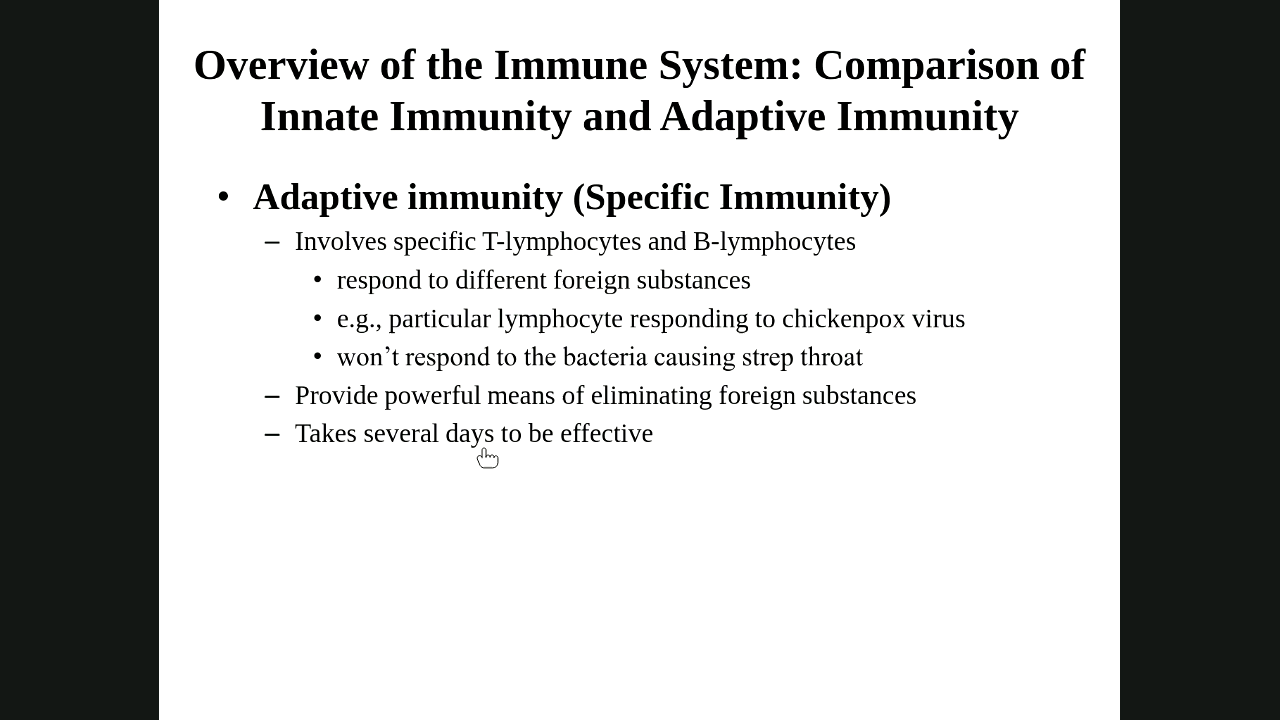 Overview of the Immune System: Comparison of
Innate Immunity and Adaptive Immunity
• Adaptive immunity (Specific Immunity)
– Involves specific T-lymphocytes and B-lymphocytes
• respond to different foreign substances
• e.g., particular lymphocyte responding to chickenpox virus
• won’t respond to the bacteria causing strep throat
– Provide powerful means of eliminating foreign substances
– Takes several days to be effective